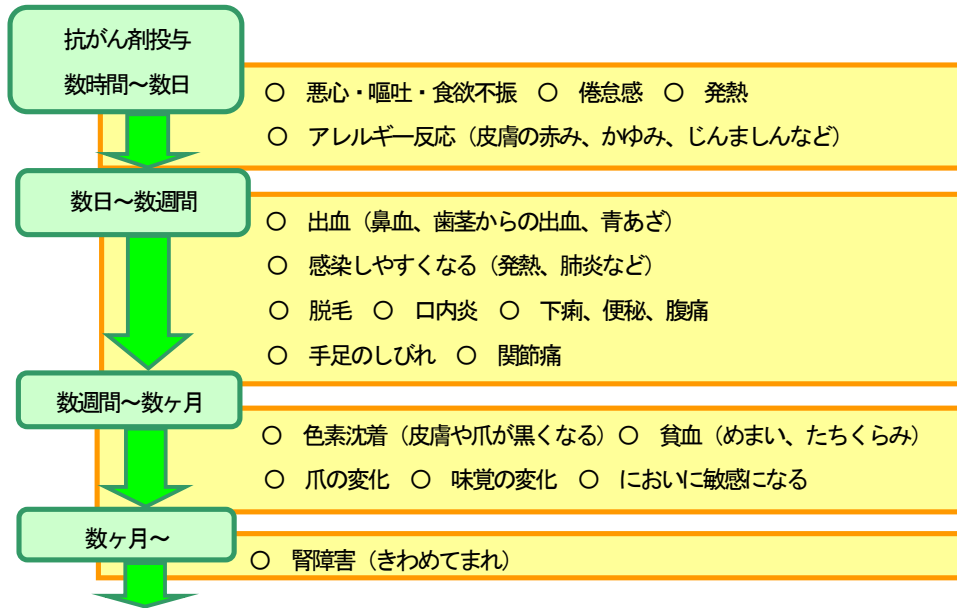 抗がん剤投与
数時間～数日
○ 悪心・嘔吐・食欲不振 ○ 倦怠感 ○ 発熱
○ アレルギー反応（皮膚の赤み、かゆみ、じんましんなど）
数日～数週間
○ 出血（鼻血、歯茎からの出血、青あざ）
○ 感染しやすくなる（発熱、肺炎など）
○ 脱毛 ○ 口内炎 ○ 下痢、便秘、腹痛
○ 手足のしびれ ○ 関節痛
数週間～数ヶ月
○ 色素沈着（皮膚や爪が黒くなる）○ 貧血（めまい、たちくらみ）
○ 爪の変化 ○ 味覚の変化 ○ においに敏感になる
数ヶ月～
○ 腎障害（きわめてまれ）